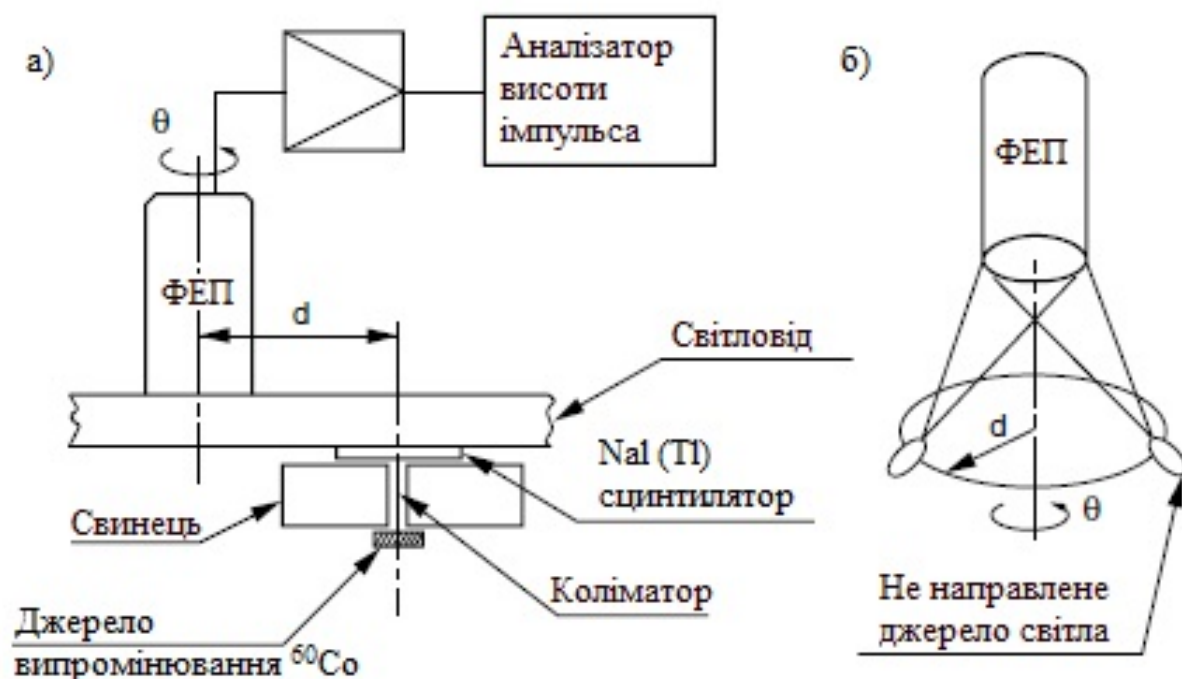 а)
Аналізатор
висоти
імпульса
θ
ФЕП
d
Світловід
NaI (Tl)
сцинтилятор
Свинець
Коліматор
Джерело
випромінювання ⁶⁰Co
б)
ФЕП
d
θ
Не направлене
джерело світла